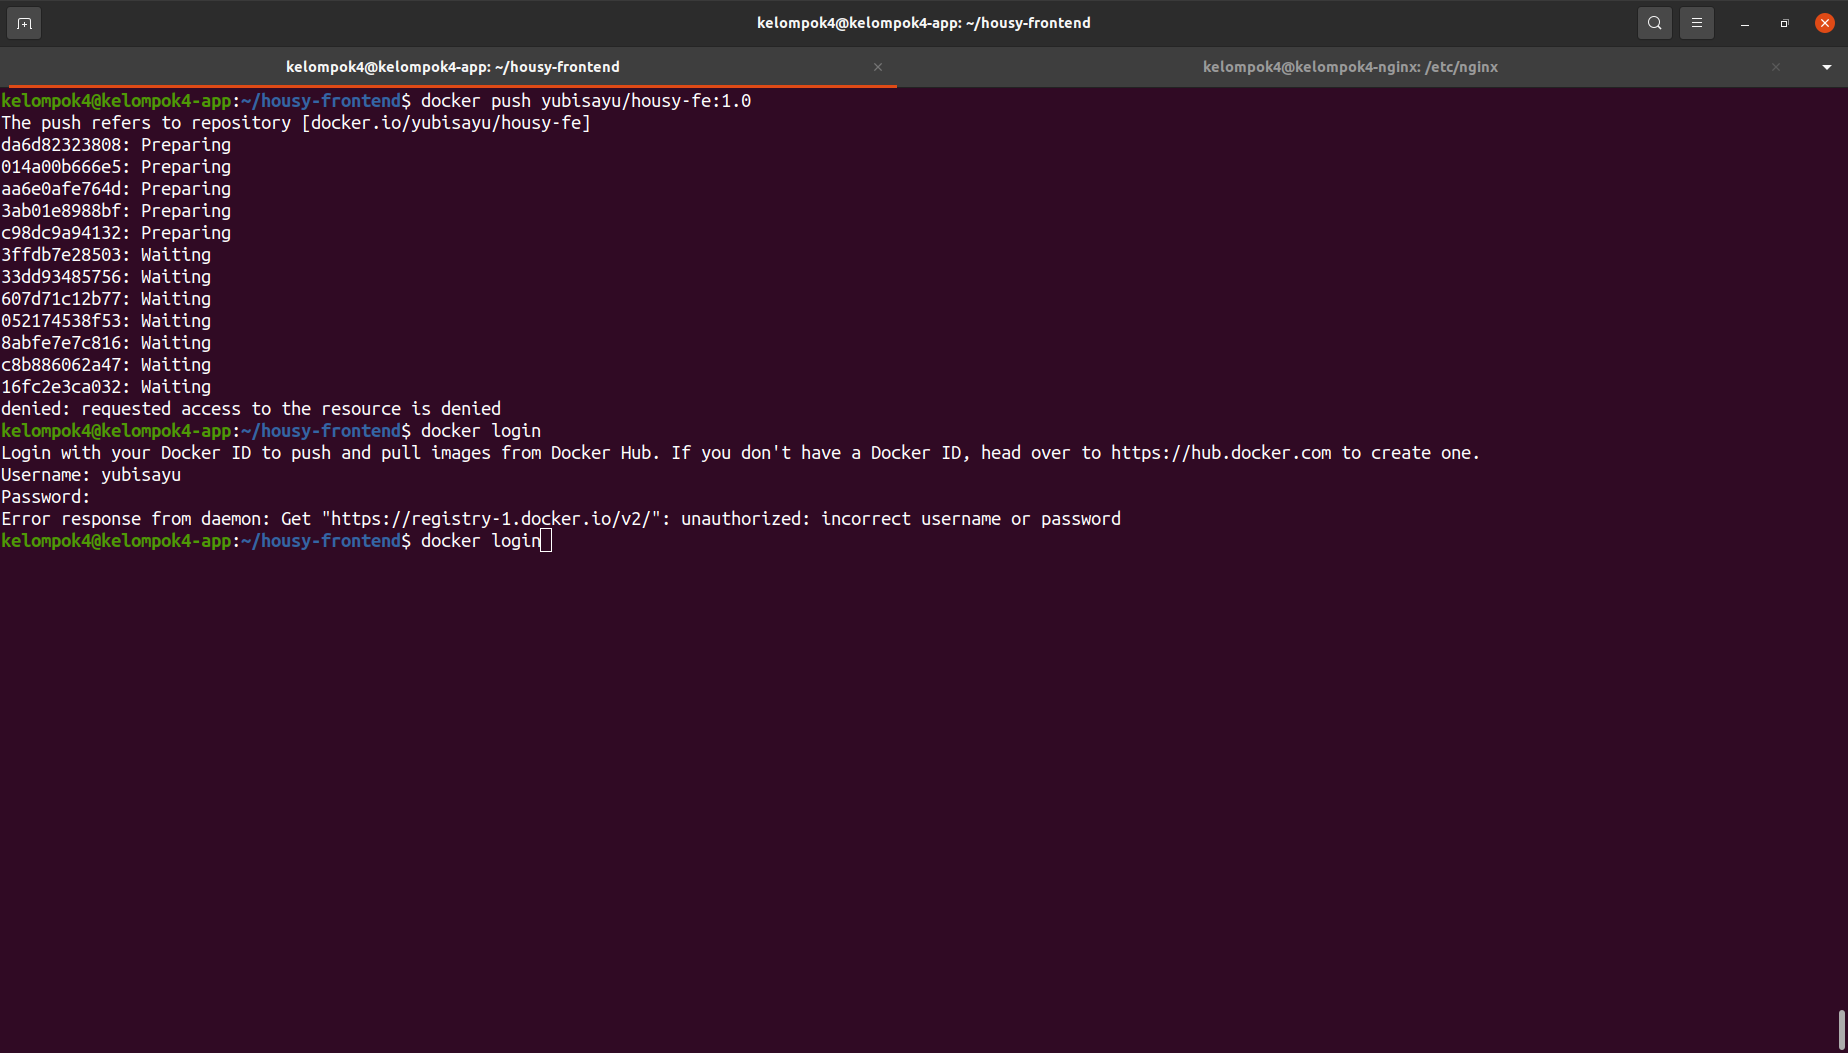 kelompok4@kelompok4-app: ~/housy-frontend
kelompok4@kelompok4-app: ~/housy-frontend
kelompok4@kelompok4-nginx: /etc/nginx
kelompok4@kelompok4-app:~/housy-frontend$ docker push yubisayu/housy-fe:1.0
The push refers to repository [docker.io/yubisayu/housy-fe]
da6d82323808: Preparing
014a00b666e5: Preparing
aa6e0afe764d: Preparing
3ab01e8988bf: Preparing
c98dc9a94132: Preparing
3ffdb7e28503: Waiting
33dd93485756: Waiting
607d71c12b77: Waiting
052174538f53: Waiting
8abfe7e7c816: Waiting
c8b886062a47: Waiting
16fc2e3ca032: Waiting
denied: requested access to the resource is denied
kelompok4@kelompok4-app:~/housy-frontend$ docker login
Login with your Docker ID to push and pull images from Docker Hub. If you don't have a Docker ID, head over to https://hub.docker.com to create one.
Username: yubisayu
Password:
Error response from daemon: Get "https://registry-1.docker.io/v2/": unauthorized: incorrect username or password
kelompok4@kelompok4-app:~/housy-frontend$ docker login